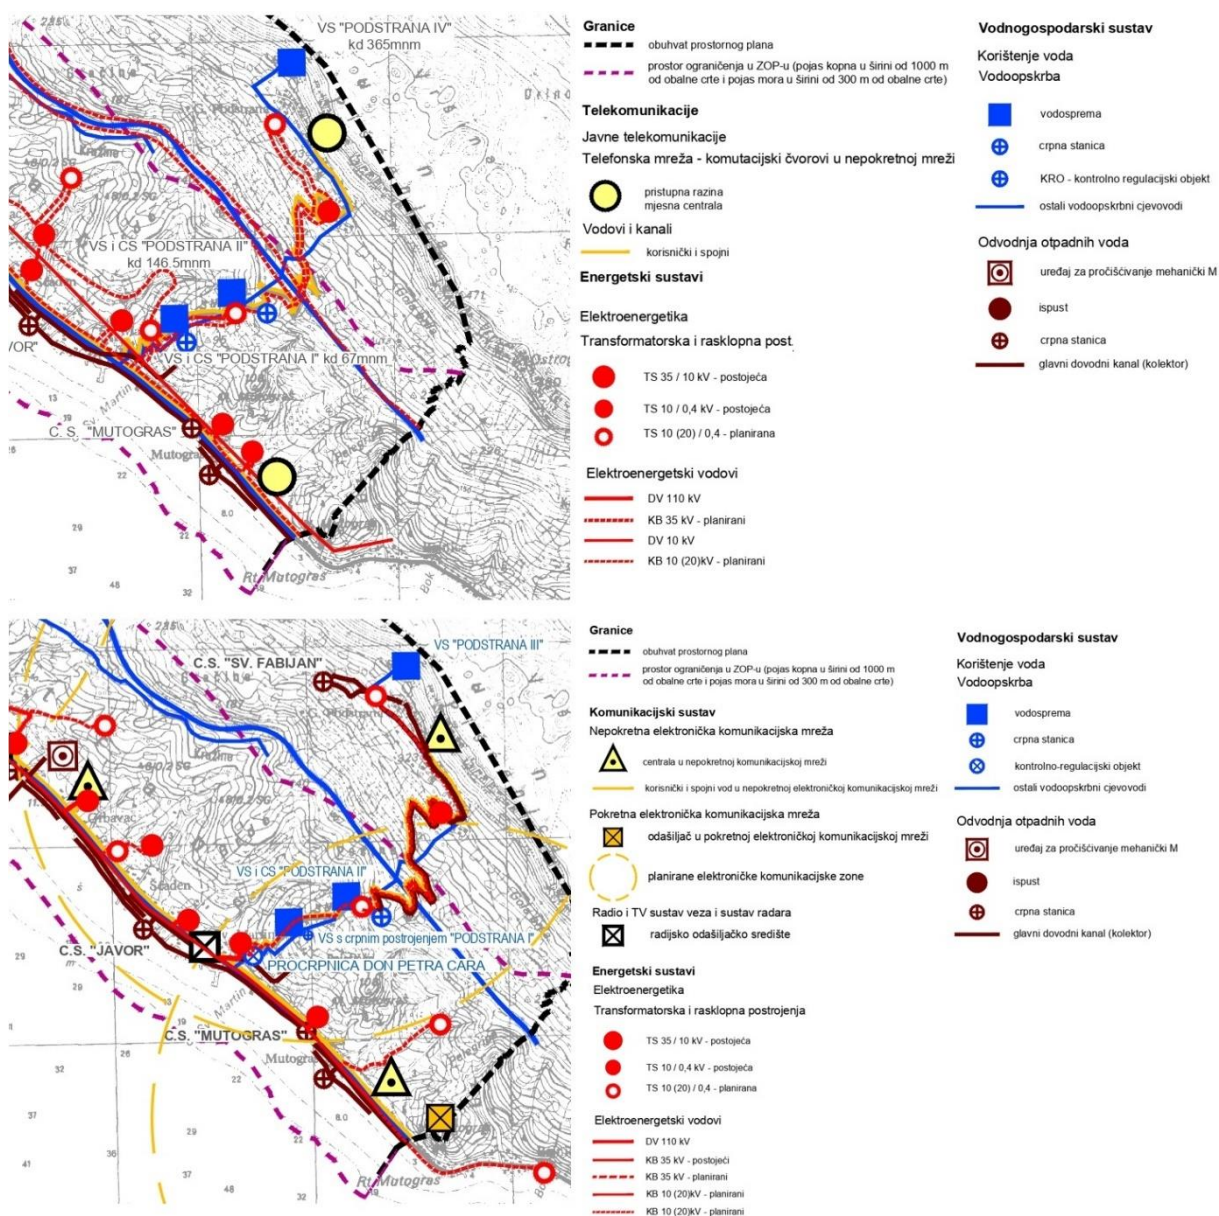 VS "PODSTRANA IV"
kd 365mnm
G. Podstrana
VS i CS "PODSTRANA II"
kd 146.5mnm
VS i CS "PODSTRANA I" kd 67mnm
Sv. Martin
C. S. "MUTOGRAS"
Mutogras
Rt. Mutogras
Granice
obuhvat prostornog plana
prostor ograničenja u ZOP-u (pojas kopna u širini od 1000 m
od obalne crte i pojas mora u širini od 300 m od obalne crte)
Telekomunikacije
Javne telekomunikacije
Telefonska mreža - komutacijski čvorovi u nepokretnoj mreži
pristupna razina
mjesna centrala
Vodovi i kanali
korisnički i spojni
Energetski sustavi
Elektroenergetika
Transformatorska i rasklopna post.
TS 35 / 10 kV - postojeća
TS 10 / 0,4 kV - postojeća
TS 10 (20) / 0,4 - planirana
Elektroenergetski vodovi
DV 110 kV
KB 35 kV - planirani
DV 10 kV
KB 10 (20)kV - planirani
Vodnogospodarski sustav
Korištenje voda
Vodoopskrba
vodosprema
crpna stanica
KRO - kontrolno regulacijski objekt
ostali vodoopskrbni cjevovodi
Odvodnja otpadnih voda
uređaj za pročišćivanje mehanički M
ispust
crpna stanica
glavni dovodni kanal (kolektor)
VS "PODSTRANA III"
C.S. "SV. FABIJAN"
Grbavac
Ščaden
VS i CS "PODSTRANA II"
VS s crpnim postrojenjem "PODSTRANA I"
C.S. "JAVOR"
PROCRPNICA DON PETRA CARA
Sv. Martin
C.S. "MUTOGRAS"
Mutogras
Rt. Mutogras
Granice
obuhvat prostornog plana
prostor ograničenja u ZOP-u (pojas kopna u širini od 1000 m
od obalne crte i pojas mora u širini od 300 m od obalne crte)
Komunikacijski sustav
Nepokretna elektronička komunikacijska mreža
centrala u nepokretnoj komunikacijskoj mreži
korisnički i spojni vod u nepokretnoj elektroničkoj komunikacijskoj mreži
Pokretna elektronička komunikacijska mreža
odašiljač u pokretnoj elektroničkoj komunikacijskoj mreži
planirane elektroničke komunikacijske zone
Radio i TV sustav veza i sustav radara
radijsko odašiljačko središte
Energetski sustavi
Elektroenergetika
Transformatorska i rasklopna postrojenja
TS 35 / 10 kV - postojeća
TS 10 / 0,4 kV - postojeća
TS 10 (20) / 0,4 - planirana
Elektroenergetski vodovi
DV 110 kV
KB 35 kV - postojeći
KB 35 kV - planirani
KB 10 (20)kV - planirani
KB 10 (20)kV - planirani
Vodnogospodarski sustav
Korištenje voda
Vodoopskrba
vodosprema
crpna stanica
kontrolno-regulacijski objekt
ostali vodoopskrbni cjevovodi
Odvodnja otpadnih voda
uređaj za pročišćivanje mehanički M
ispust
crpna stanica
glavni dovodni kanal (kolektor)